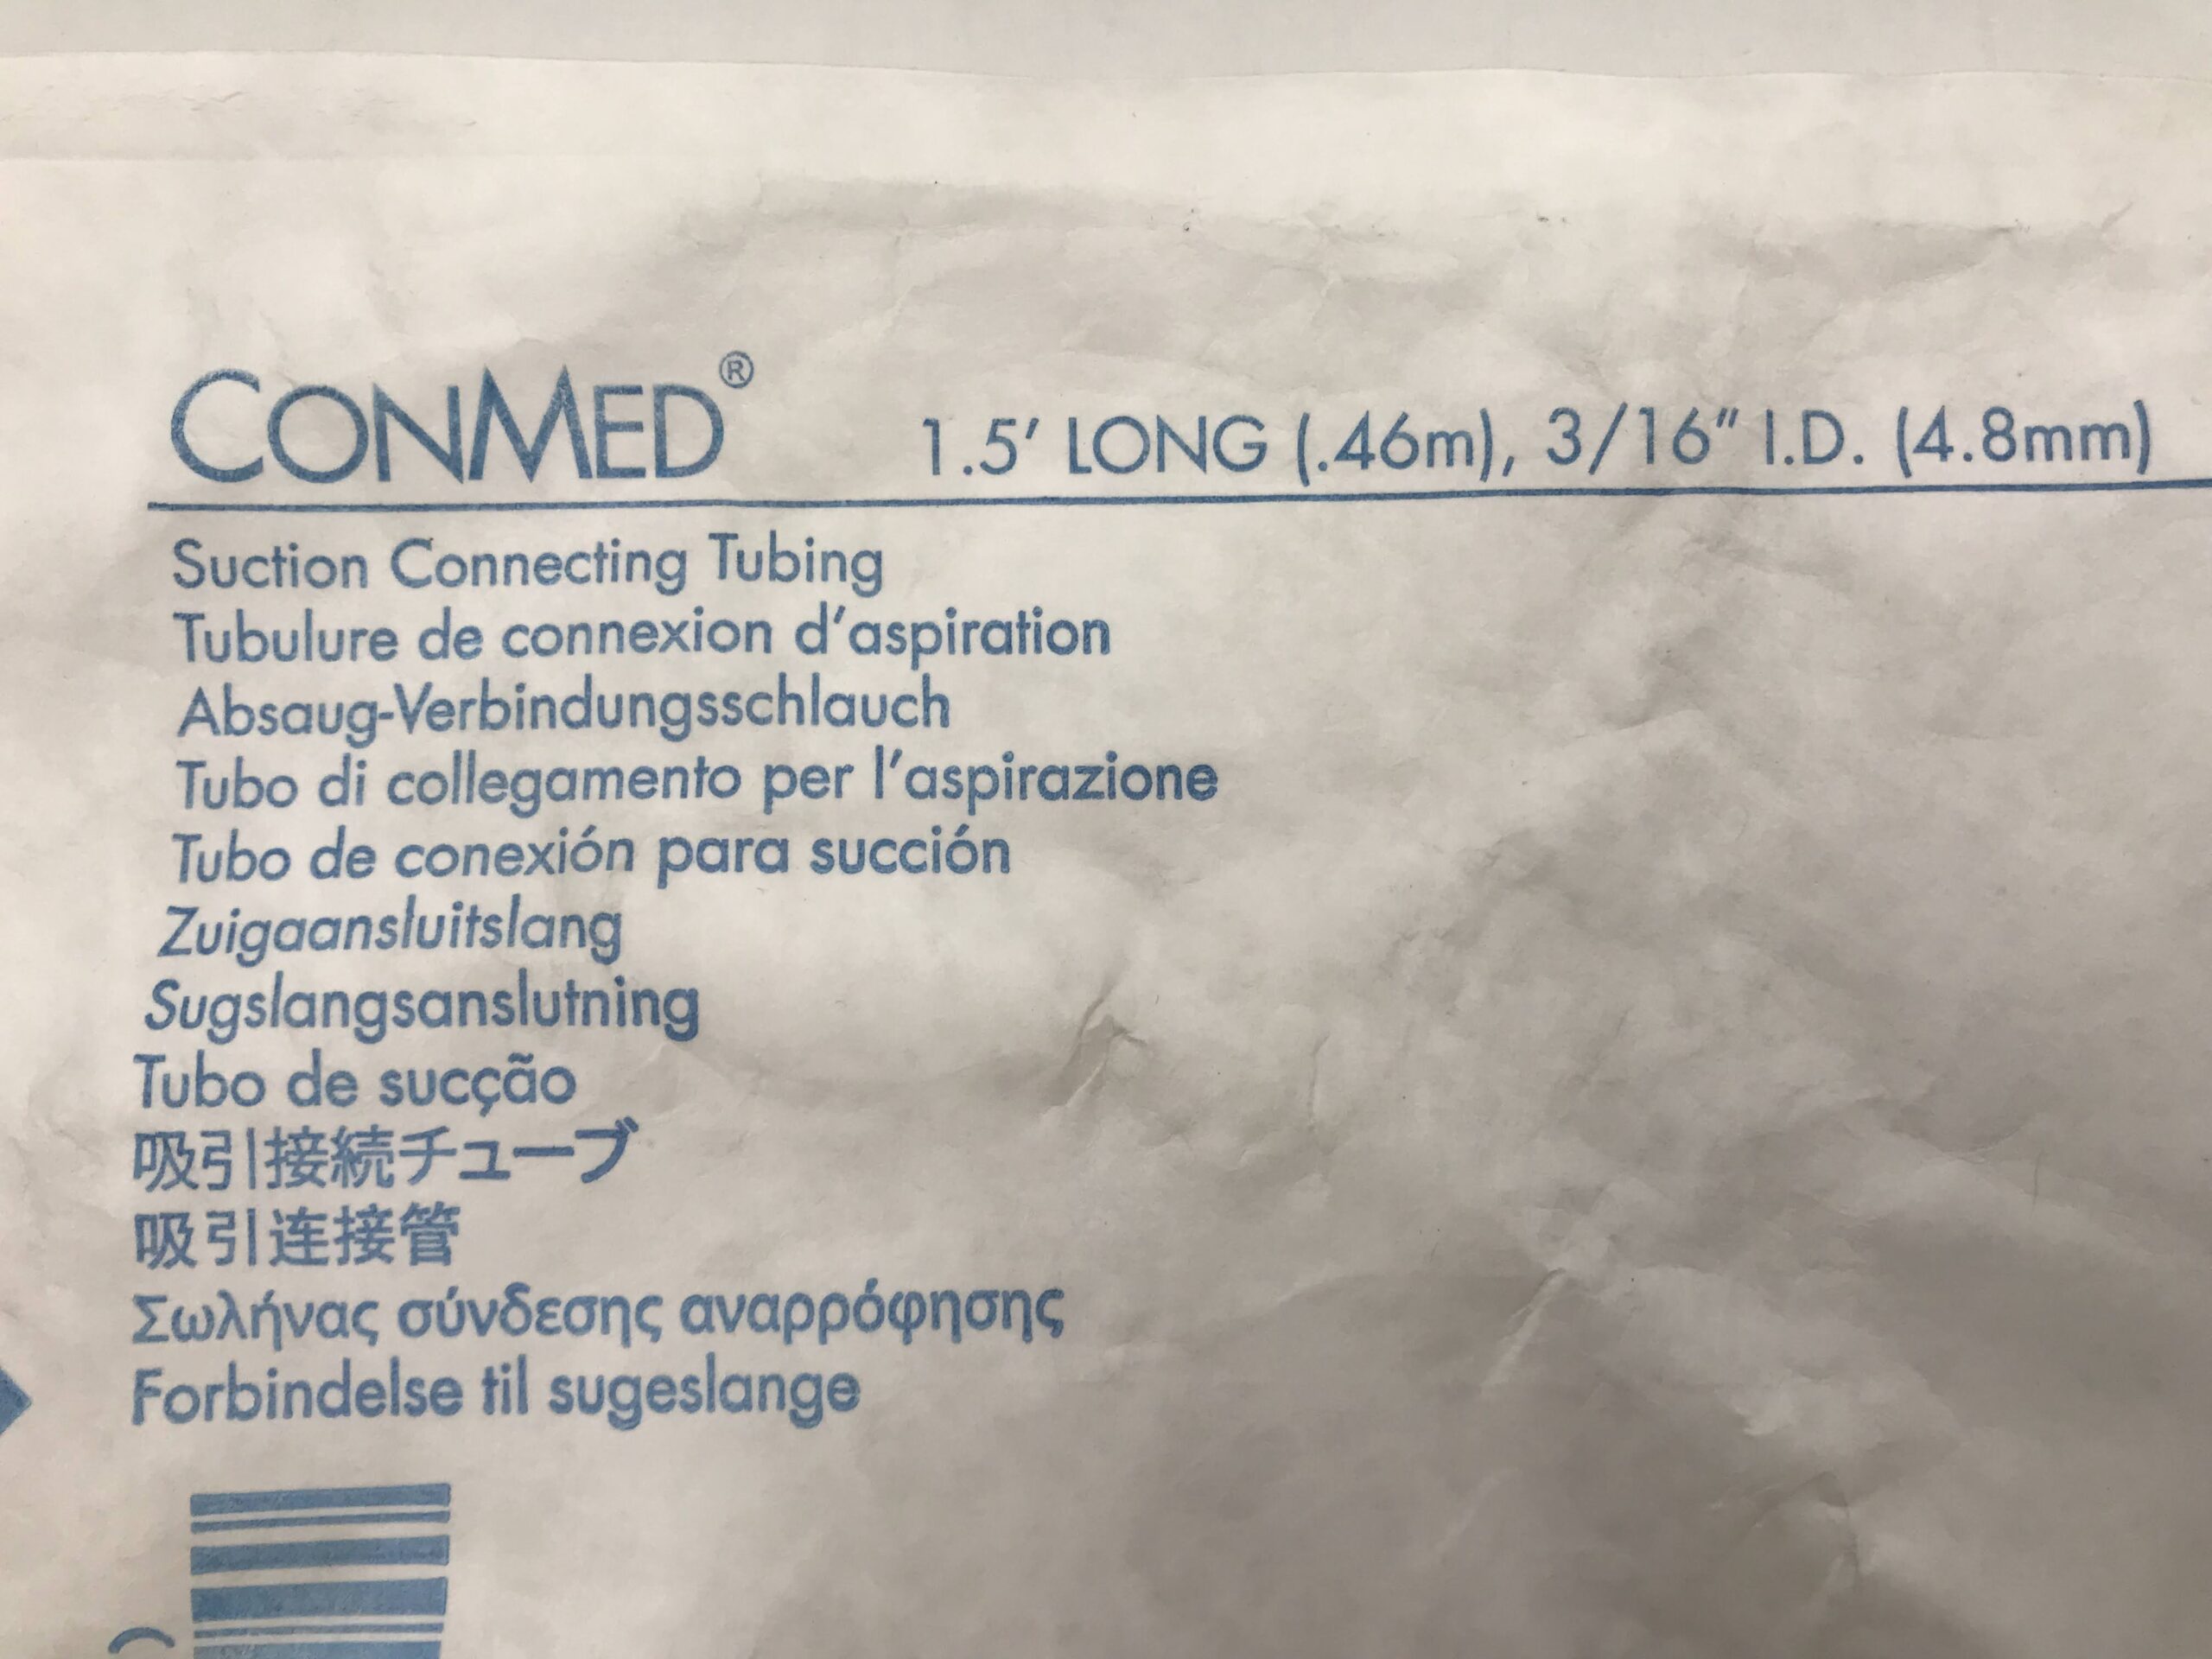 CONMED® 1.5′ LONG (.46m), 3/16″ I.D. (4.8mm)
Suction Connecting Tubing
Tubulure de connexion d’aspiration
Absaug-Verbindungsschlauch
Tubo di collegamento per l’aspirazione
Tubo de conexión para succión
Zuigaansluitslang
Sugslangsanslutning
Tubo de sucção
吸引接続チューブ
吸引连接管
Σωλήνας σύνδεσης αναρρόφησης
Forbindelse til sugeslange